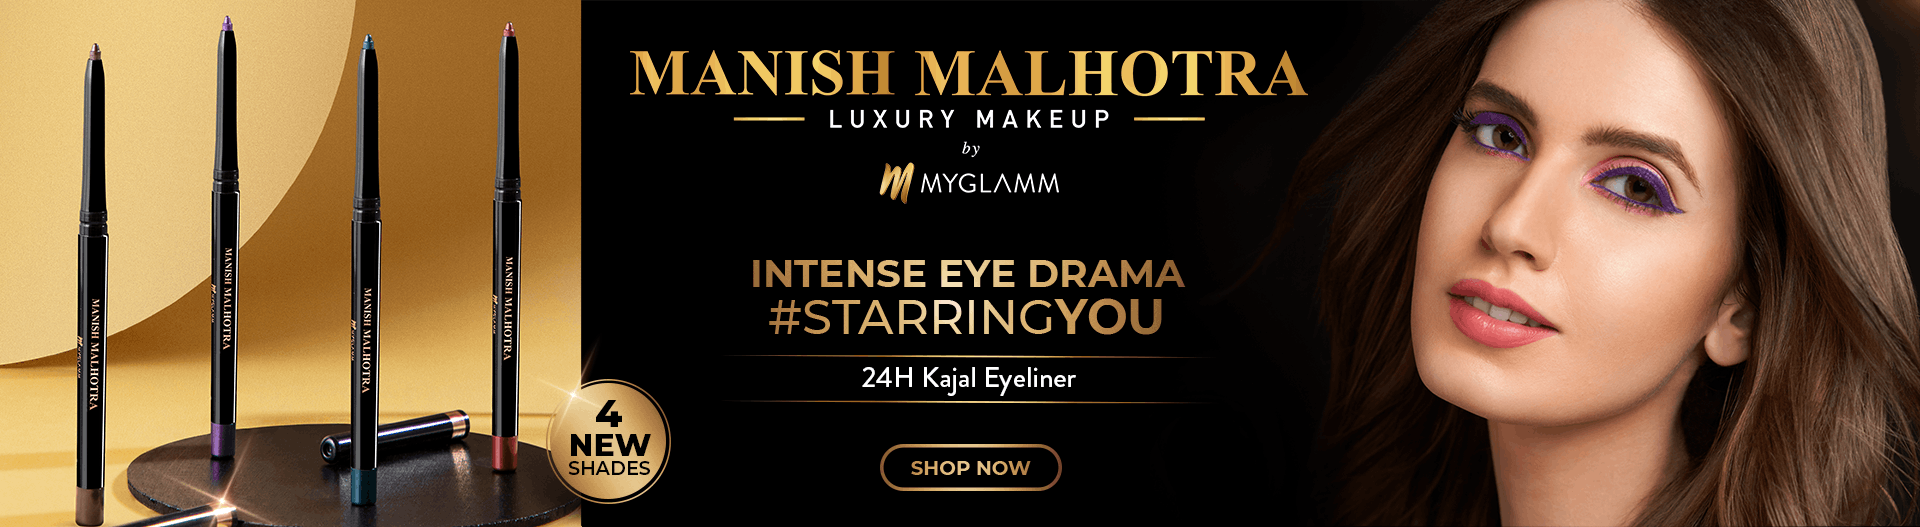 MANISH MALHOTRA
LUXURY MAKEUP
by
MYGLAMM
INTENSE EYE DRAMA
#STARRINGYOU
24H Kajal Eyeliner
SHOP NOW
4
NEW
SHADES
MANISH MALHOTRA
MANISH MALHOTRA
MANISH MALHOTRA
MANISH MALHOTRA